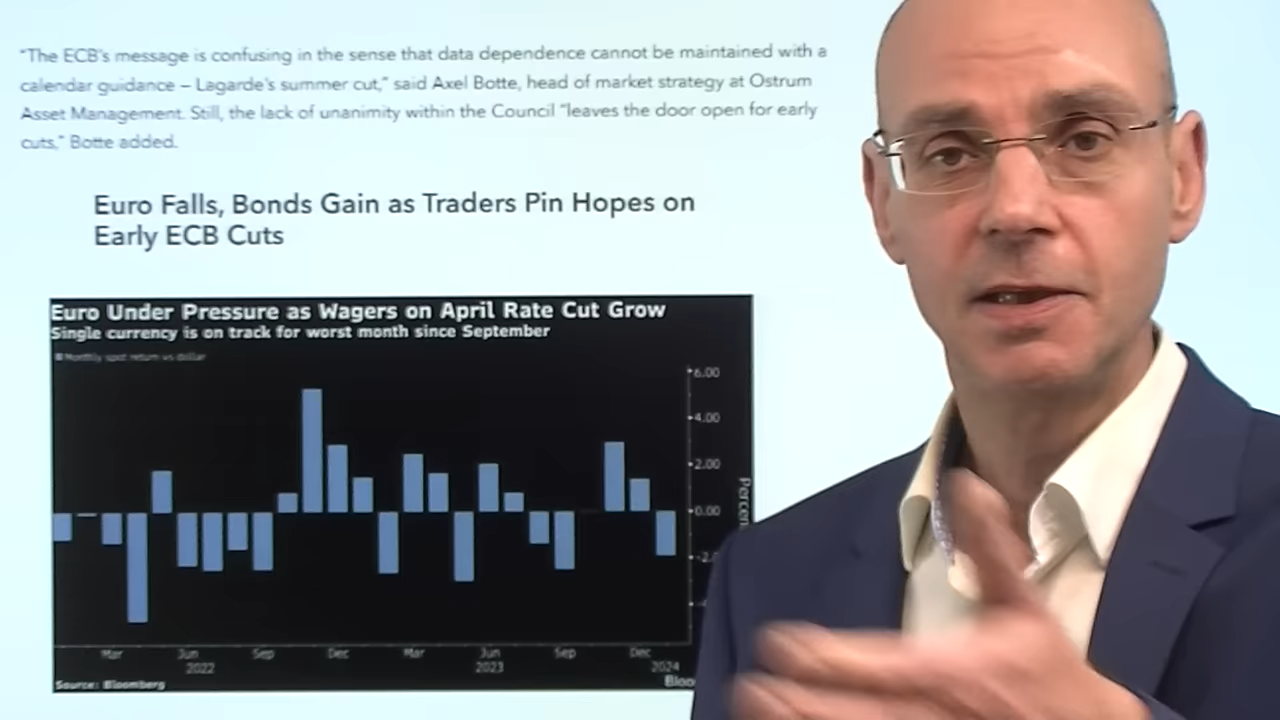 "The ECB's message is confusing in the sense that data dependence cannot be maintained with a
calendar guidance – Lagarde's summer cut," said Axel Botte, head of market strategy at Ostrum
Asset Management. Still, the lack of unanimity within the Council "leaves the door open for early
cuts," Botte added.
Euro Falls, Bonds Gain as Traders Pin Hopes on
Early ECB Cuts
Euro Under Pressure as Wagers on April Rate Cut Grow
Single currency is on track for worst month since September
Monthly spot return vs dollar
6.00
4.00
2.00
0.00
-2.0
Percen
Mar Jun Sep Dec Mar Jun Sep Dec
2022 2023 2024
Source: Bloomberg
Bloo